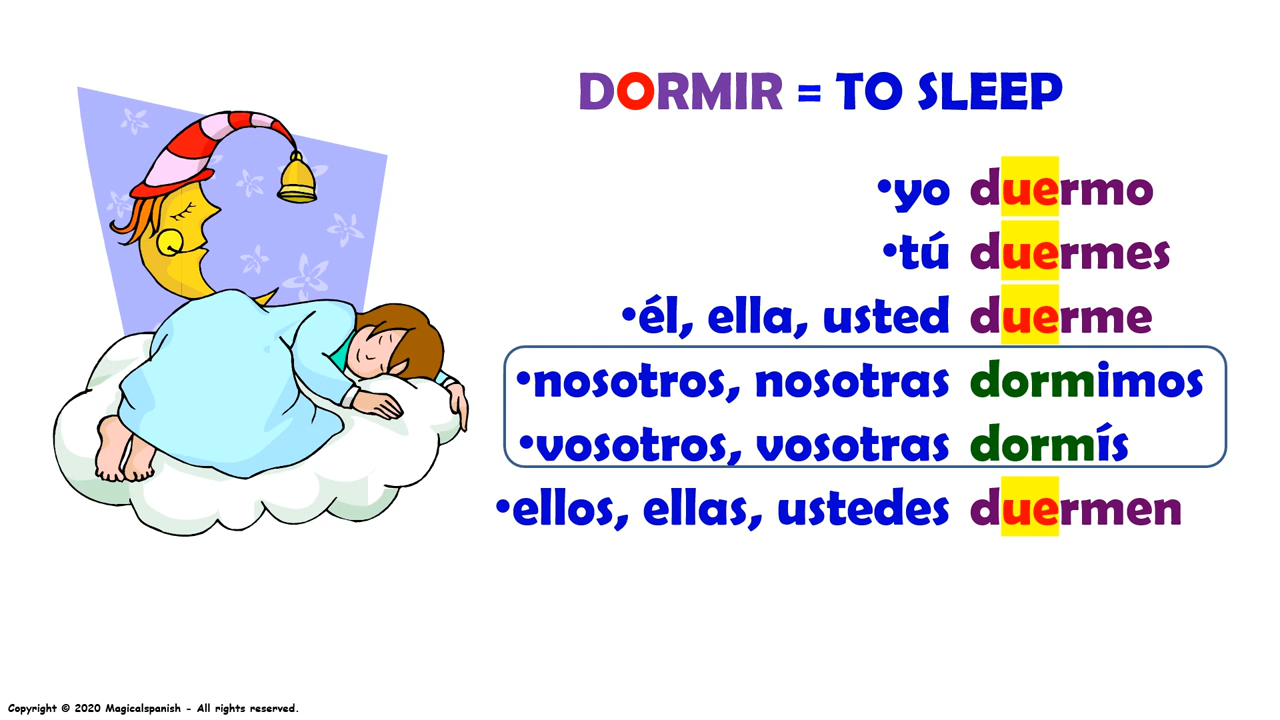 DORMIR = TO SLEEP
•yo duermo
•tú duermes
•él, ella, usted duerme
•nosotros, nosotras dormimos
•vosotros, vosotras dormís
•ellos, ellas, ustedes duermen
Copyright © 2020 Magicalspanish - All rights reserved.